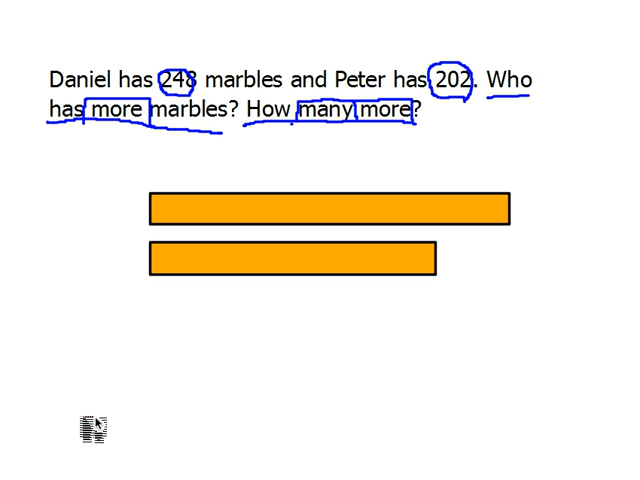 Daniel has 248 marbles and Peter has 202. Who
has more marbles? How many more?